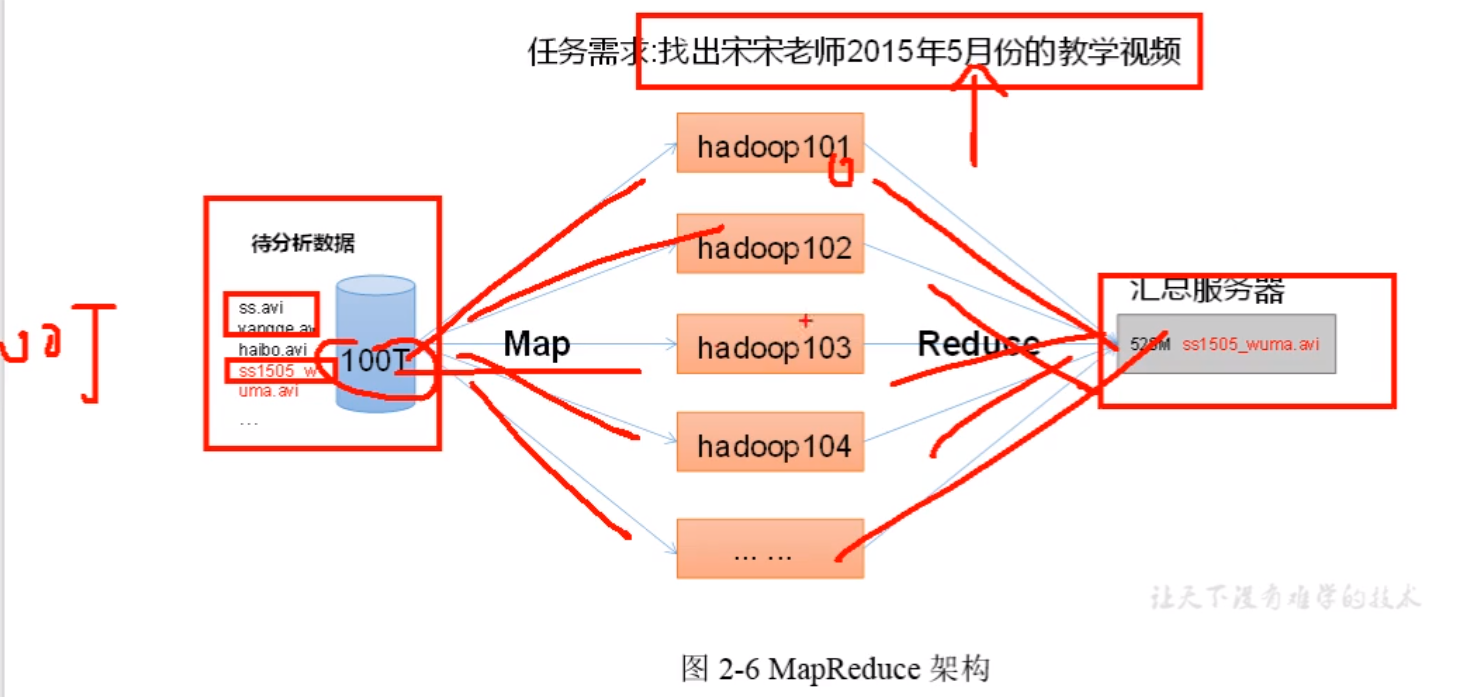 任务需求:找出宋宋老师2015年5月份的教学视频
待分析数据
ss.avi
yangge.av
haibo.avi
ss1505_w
uma.avi
...
100T
Map
hadoop101
hadoop102
hadoop103
hadoop104
... ...
Reduce
汇总服务器
528M ss1505_wuma.avi
让天下没有难学的技术
图 2-6 MapReduce 架构